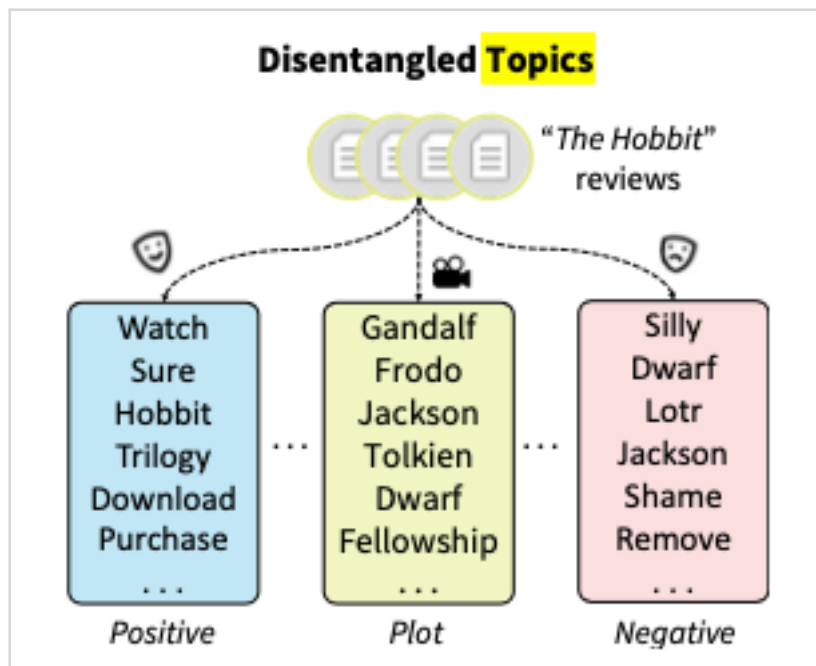 Disentangled Topics
“The Hobbit”
reviews
Watch
Sure
Hobbit
Trilogy
Download
Purchase
...
Positive
...
Gandalf
Frodo
Jackson
Tolkien
Dwarf
Fellowship
...
Plot
...
Silly
Dwarf
Lotr
Jackson
Shame
Remove
...
Negative